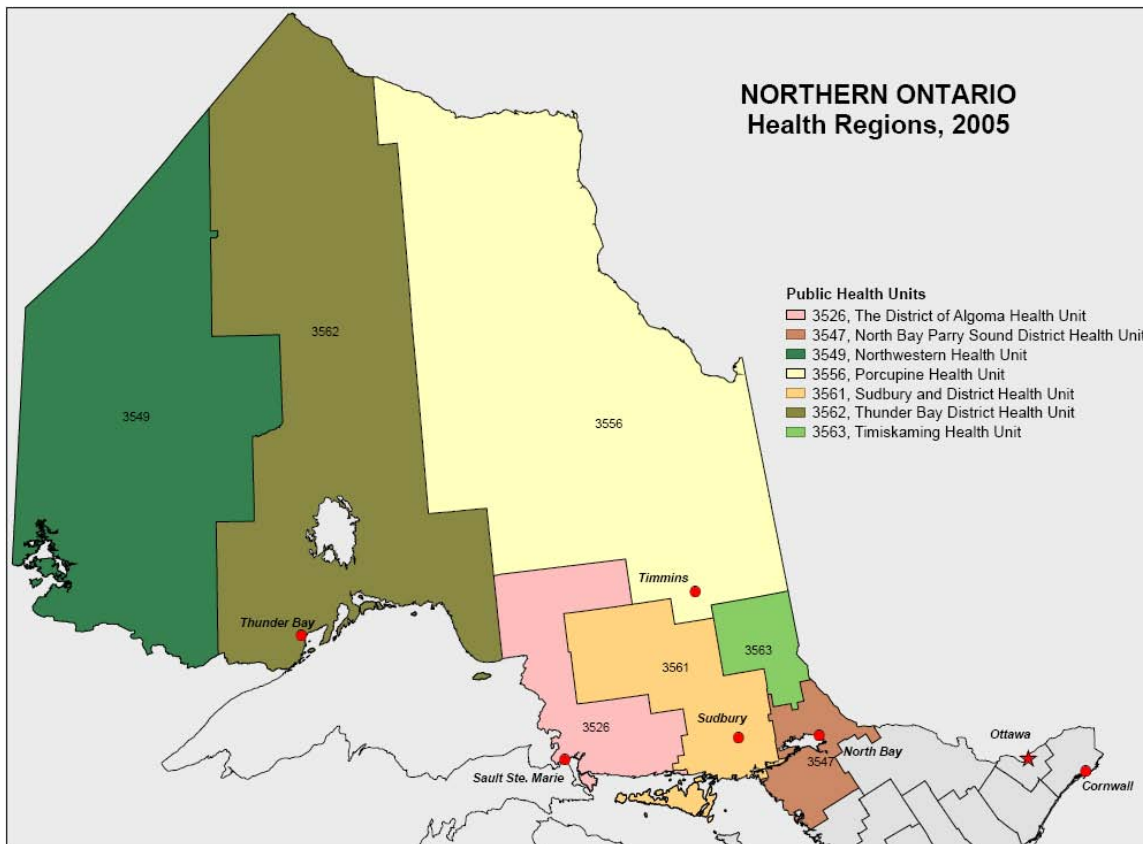 NORTHERN ONTARIO
Health Regions, 2005
Public Health Units
3526, The District of Algoma Health Unit
3547, North Bay Parry Sound District Health Unit
3549, Northwestern Health Unit
3556, Porcupine Health Unit
3561, Sudbury and District Health Unit
3562, Thunder Bay District Health Unit
3563, Timiskaming Health Unit
3562
3549
3556
Timmins
Thunder Bay
3563
3561
Sudbury
3526
Ottawa
North Bay
3547
Sault Ste. Marie
Cornwall